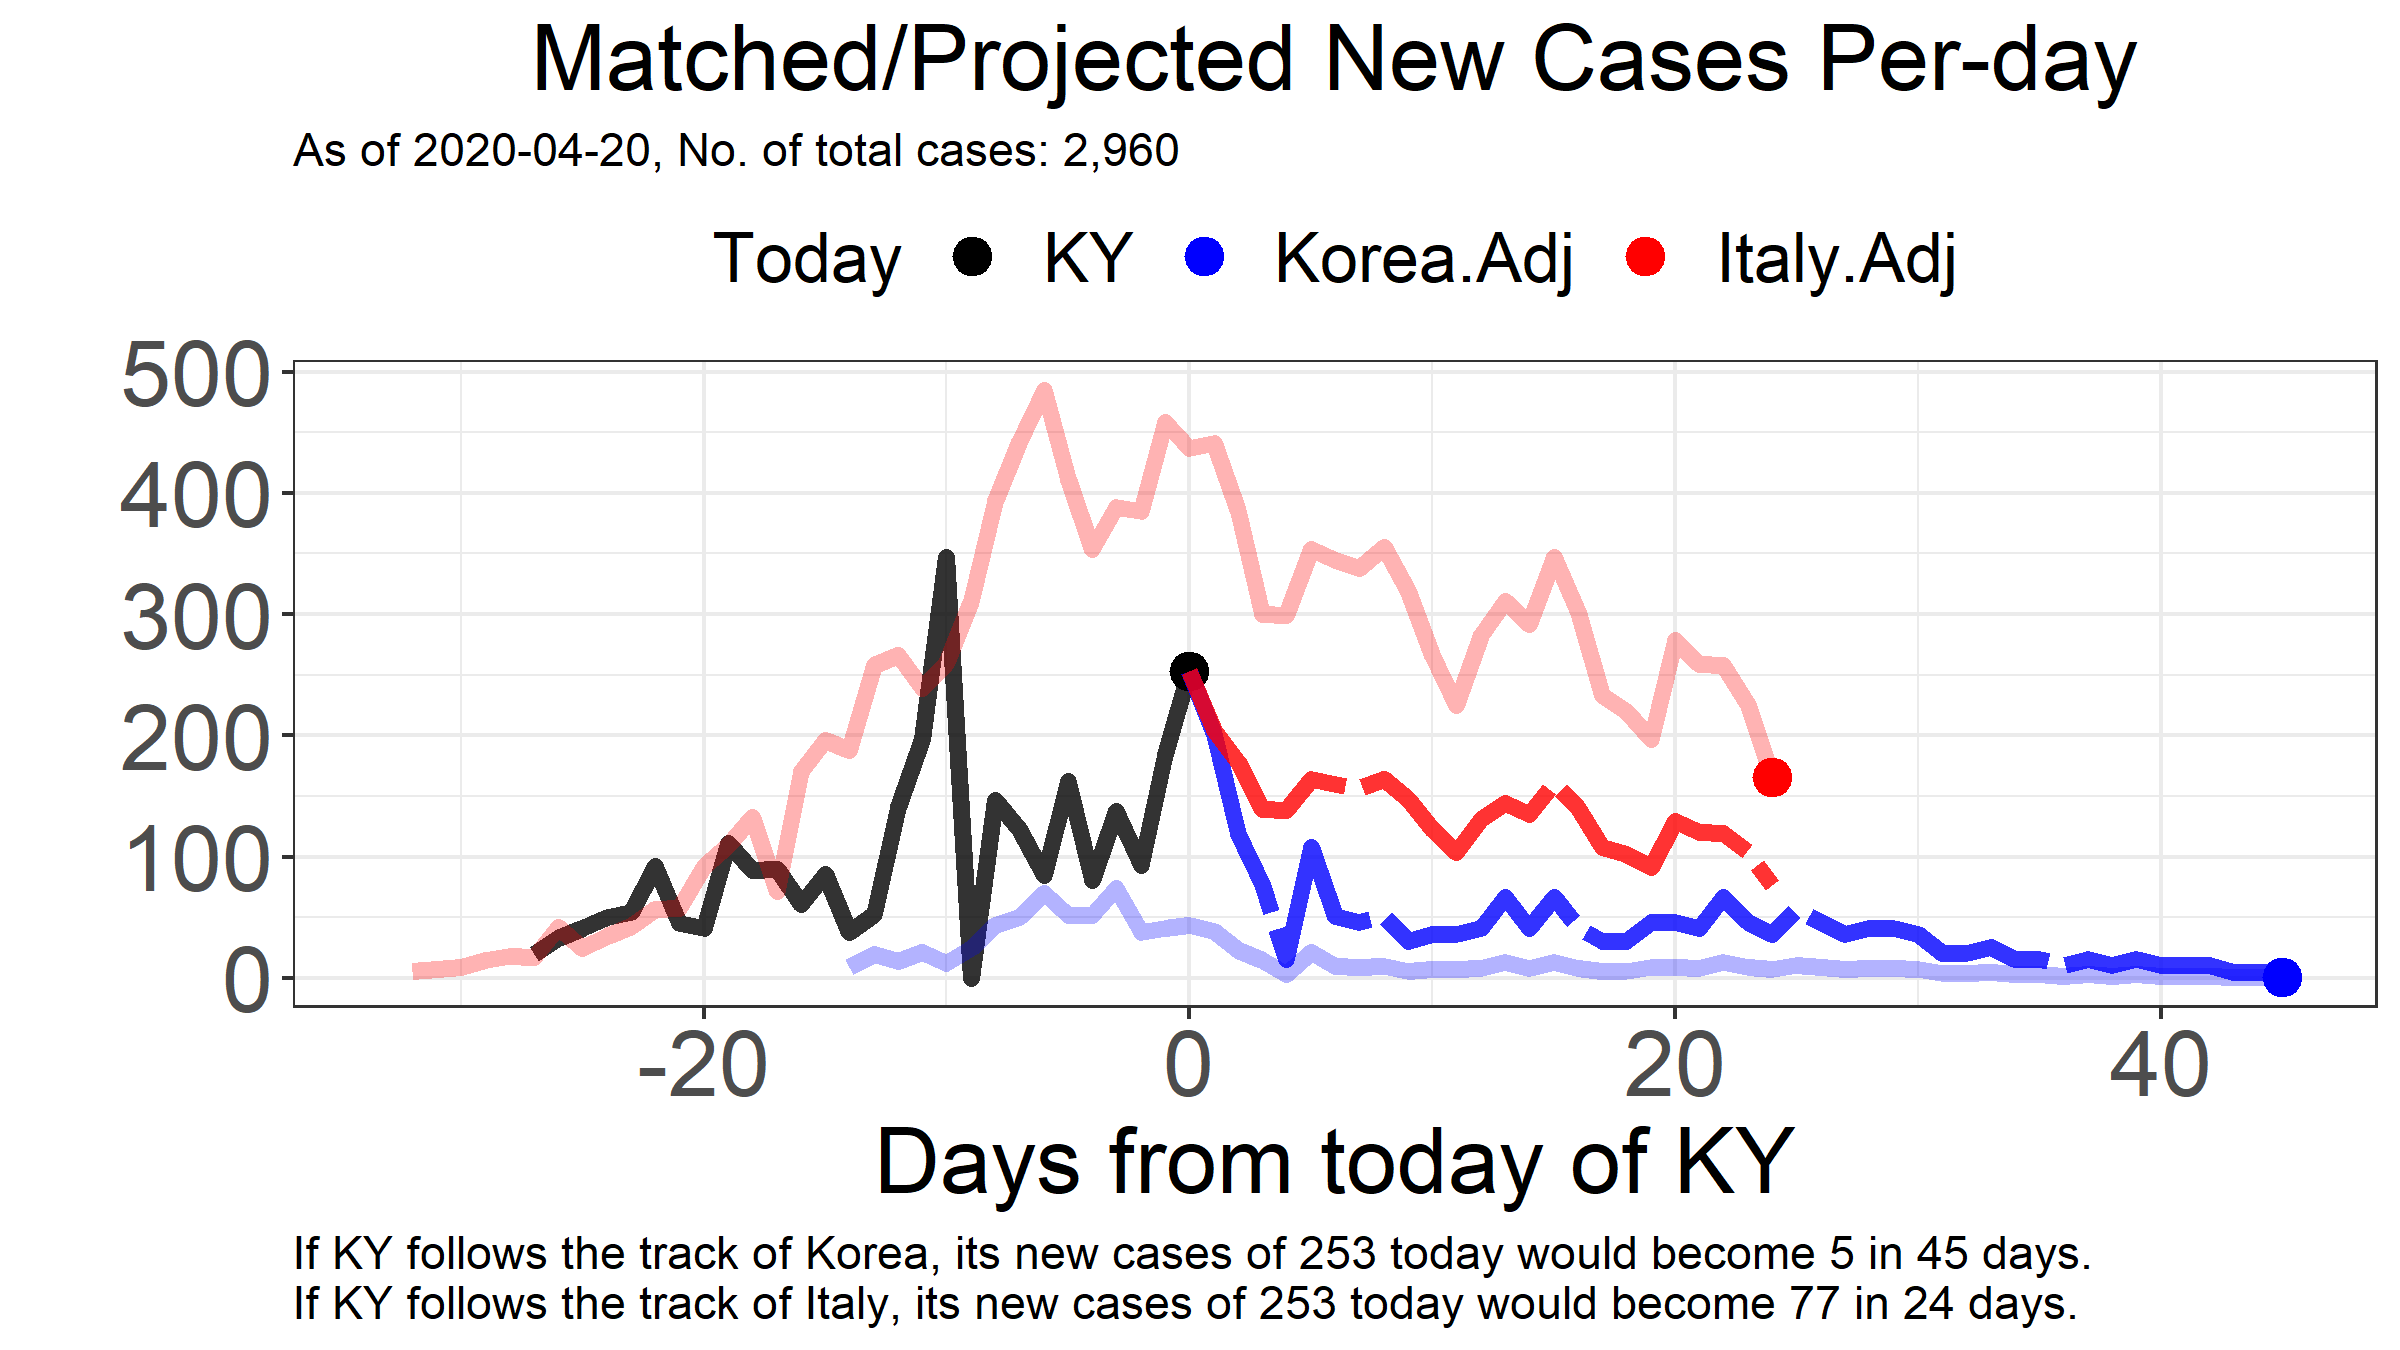 Matched/Projected New Cases Per-day
As of 2020-04-20, No. of total cases: 2,960
Today KY Korea.Adj Italy.Adj
500
400
300
200
100
0
-20 0 20 40
Days from today of KY
If KY follows the track of Korea, its new cases of 253 today would become 5 in 45 days.
If KY follows the track of Italy, its new cases of 253 today would become 77 in 24 days.